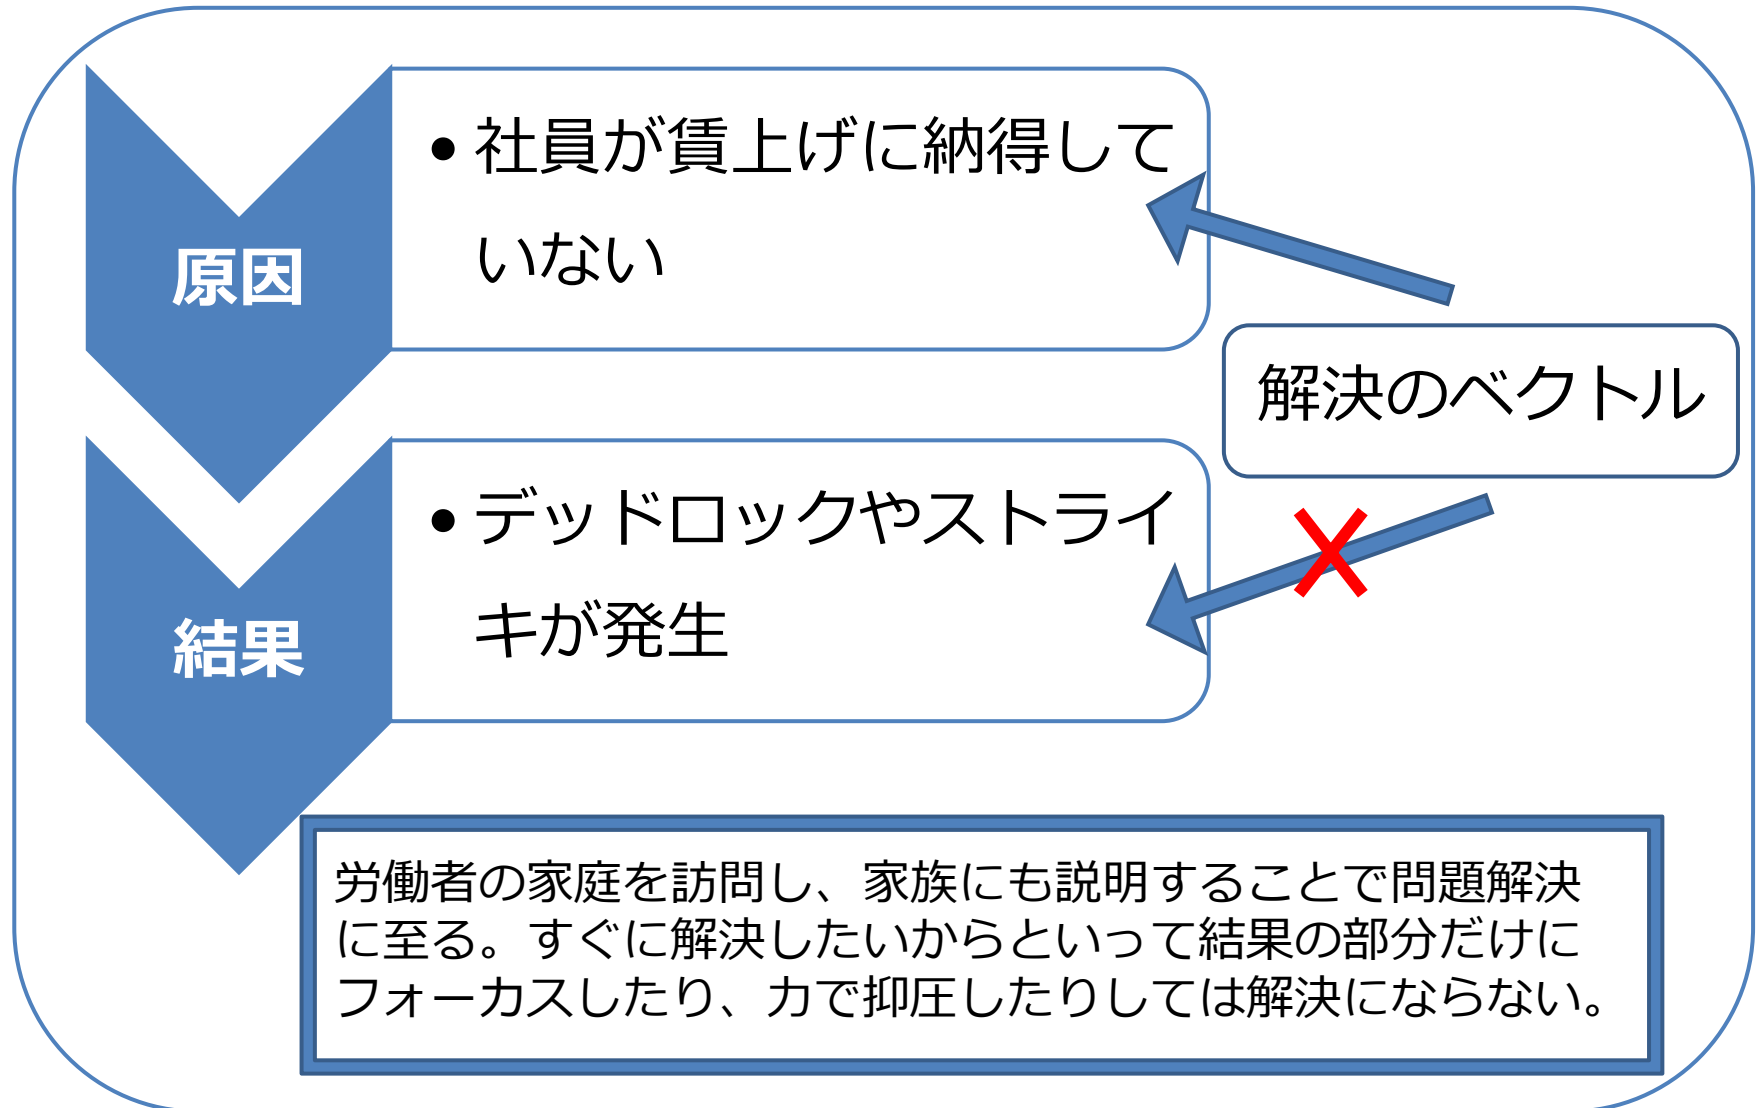 原因
• 社員が賃上げに納得して
いない
解決のベクトル
結果
• デッドロックやストライ
キが発生
労働者の家庭を訪問し、家族にも説明することで問題解決
に至る。すぐに解決したいからといって結果の部分だけに
フォーカスしたり、力で抑圧したりしては解決にならない。